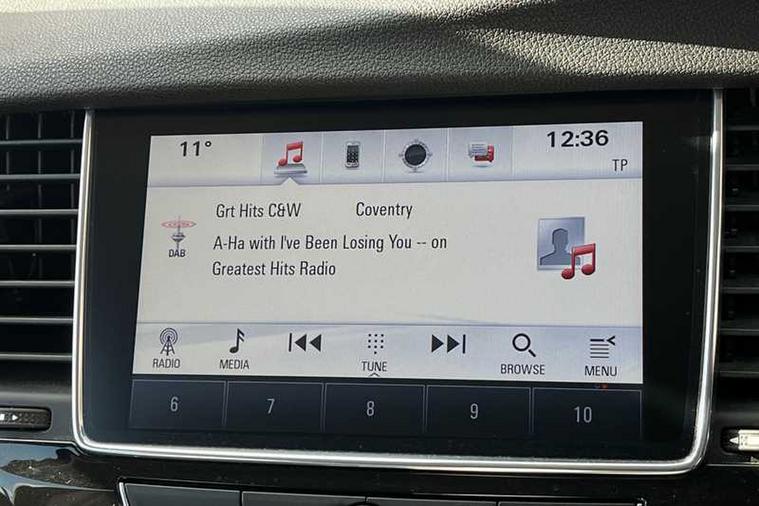 11° 12:36
TP
Grt Hits C&W Coventry
DAB
A-Ha with I've Been Losing You -- on
Greatest Hits Radio
RADIO MEDIA TUNE BROWSE MENU
6 7 8 9 10